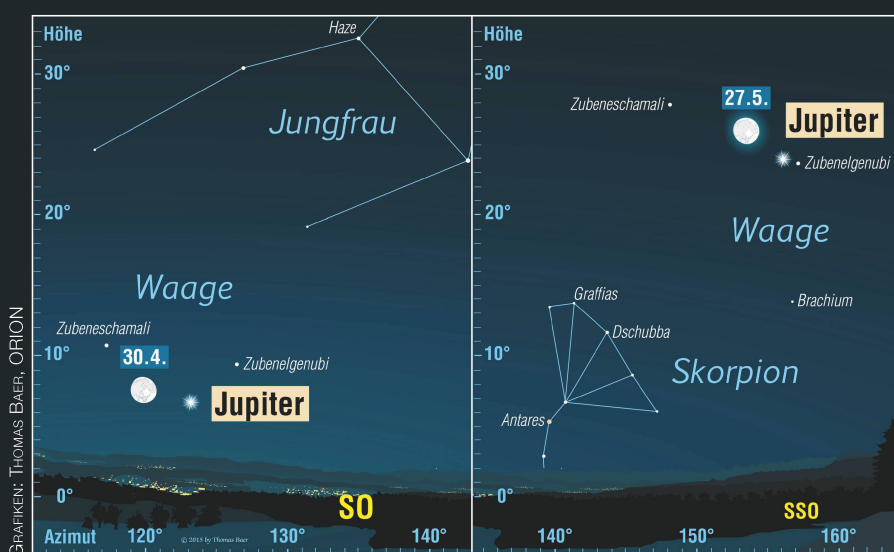 GRAFIKEN: THOMAS BAER, ORION
Höhe
30°
20°
10°
0°
Haze
Jungfrau
Waage
Zubeneschamali
30.4.
Zubenelgenubi
Jupiter
SO
Azimut 120° 130° 140°
© 2015 by Thomas Baer
Höhe
30°
20°
10°
0°
27.5.
Zubeneschamali
Jupiter
Zubenelgenubi
Waage
Graffias
Brachium
Dschubba
Skorpion
Antares
SSO
140° 150° 160°